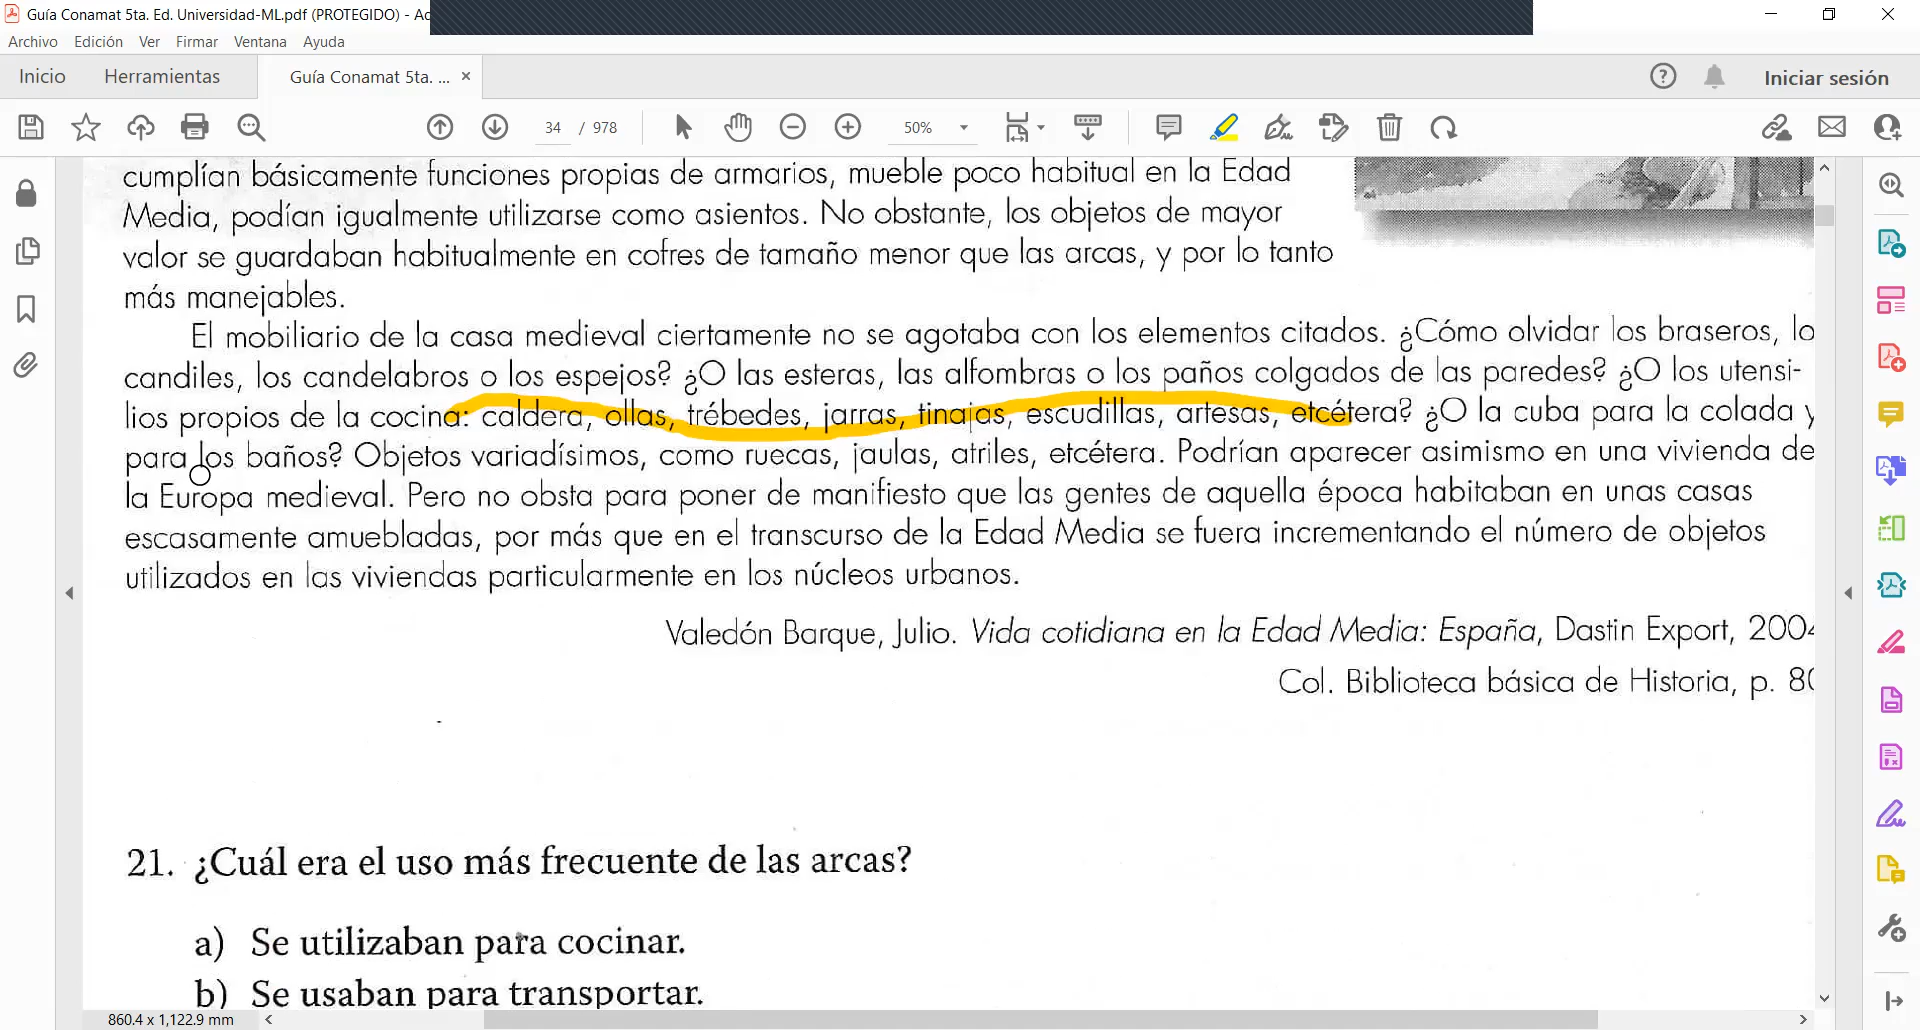 Guía Conamat 5ta. Ed. Universidad-ML.pdf (PROTEGIDO) - Ac
Archivo Edición Ver Firmar Ventana Ayuda
Inicio Herramientas Guía Conamat 5ta. ... × Iniciar sesión
34 / 978 50%
cumplían básicamente funciones propias de armarios, mueble poco habitual en la Edad
Media, podían igualmente utilizarse como asientos. No obstante, los objetos de mayor
valor se guardaban habitualmente en cofres de tamaño menor que las arcas, y por lo tanto
más manejables.
El mobiliario de la casa medieval ciertamente no se agotaba con los elementos citados. ¿Cómo olvidar los braseros, lo
candiles, los candelabros o los espejos? ¿O las esteras, las alfombras o los paños colgados de las paredes? ¿O los utensi-
lios propios de la cocina: caldera, ollas, trébedes, jarras, tinajas, escudillas, artesas, etcétera? ¿O la cuba para la colada y
para los baños? Objetos variadísimos, como ruecas, jaulas, atriles, etcétera. Podrían aparecer asimismo en una vivienda de
la Europa medieval. Pero no obsta para poner de manifiesto que las gentes de aquella época habitaban en unas casas
escasamente amuebladas, por más que en el transcurso de la Edad Media se fuera incrementando el número de objetos
utilizados en las viviendas particularmente en los núcleos urbanos.
Valedón Barque, Julio. Vida cotidiana en la Edad Media: España, Dastin Export, 2004
Col. Biblioteca básica de Historia, p. 80
21. ¿Cuál era el uso más frecuente de las arcas?
a) Se utilizaban para cocinar.
b) Se usaban para transportar.
860.4 x 1,122.9 mm